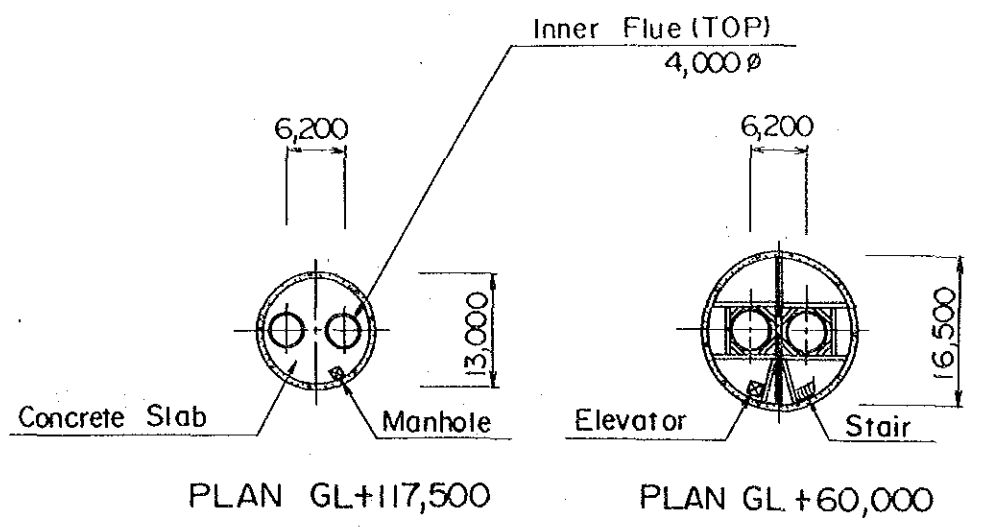 Inner Flue (TOP)
4,000ø
6,200
6,200
13,000
16,500
Concrete Slab
Manhole
Elevator
Stair
PLAN GL+117,500
PLAN GL+60,000